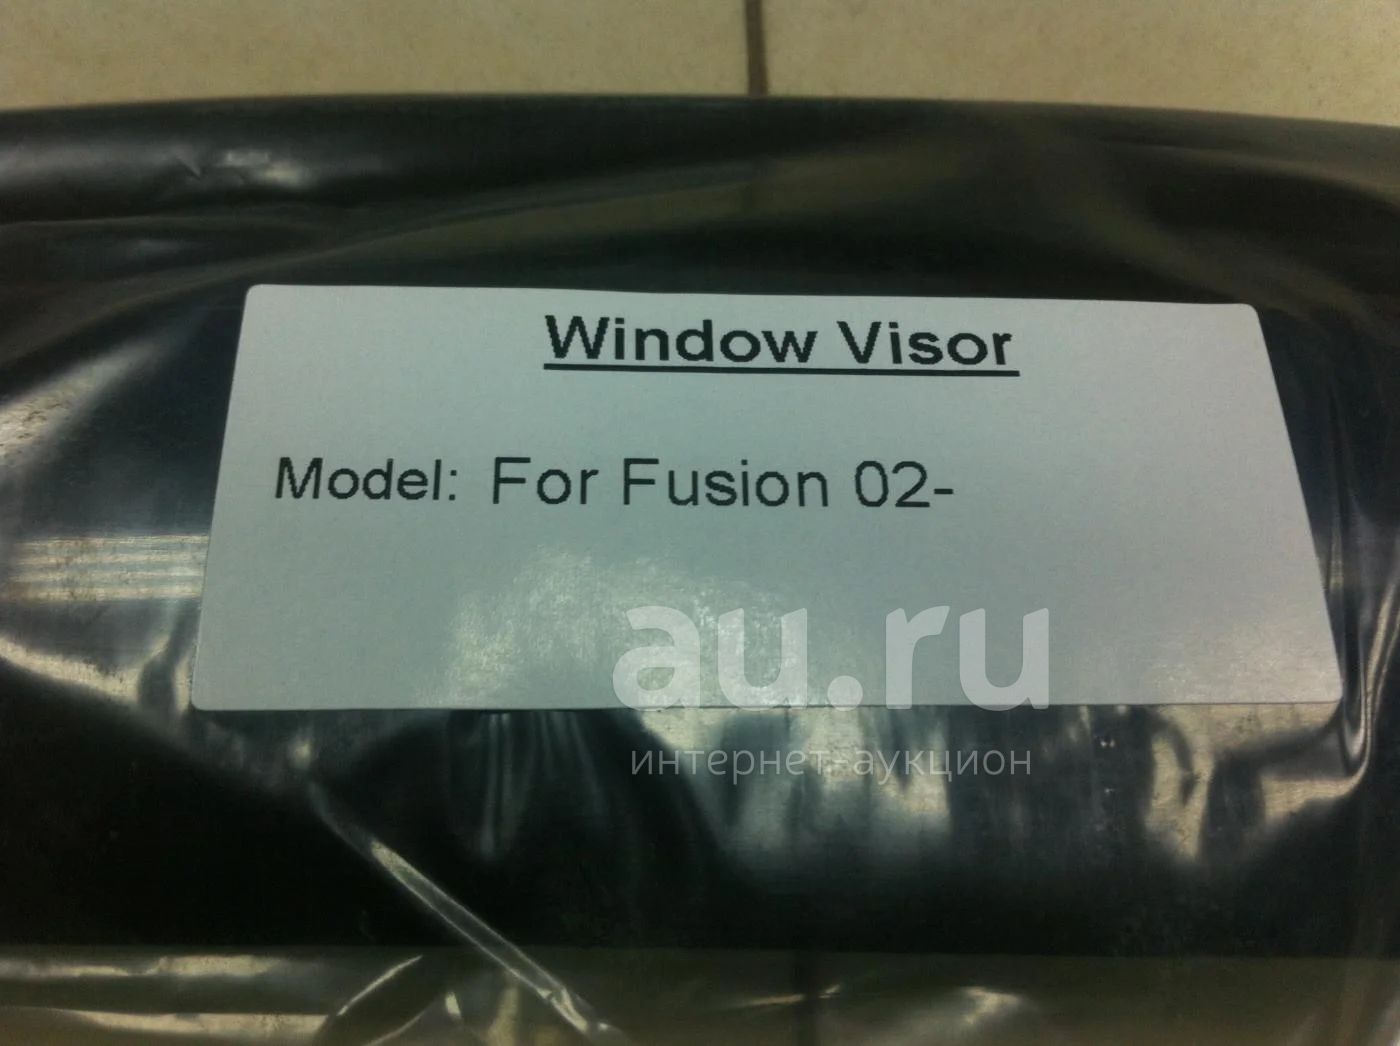 Window Visor
Model: For Fusion 02-
au.ru
интернет-аукцион